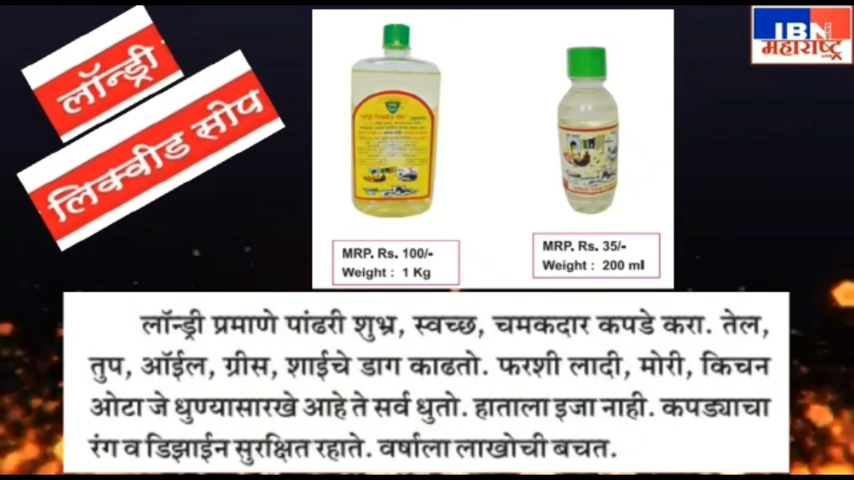 लॉन्ड्री
लिक्वीड सोप
IBN
महाराष्ट्र
MRP. Rs. 100/-
Weight : 1 Kg
MRP. Rs. 35/-
Weight : 200 ml
लॉन्ड्री प्रमाणे पांढरी शुभ्र, स्वच्छ, चमकदार कपडे करा. तेल,
तुप, ऑईल, ग्रीस, शाईचे डाग काढतो. फरशी लादी, मोरी, किचन
ओटा जे धुण्यासारखे आहे ते सर्व धुतो. हाताला इजा नाही. कपड्याचा
रंग व डिझाईन सुरक्षित रहाते. वर्षाला लाखोची बचत.